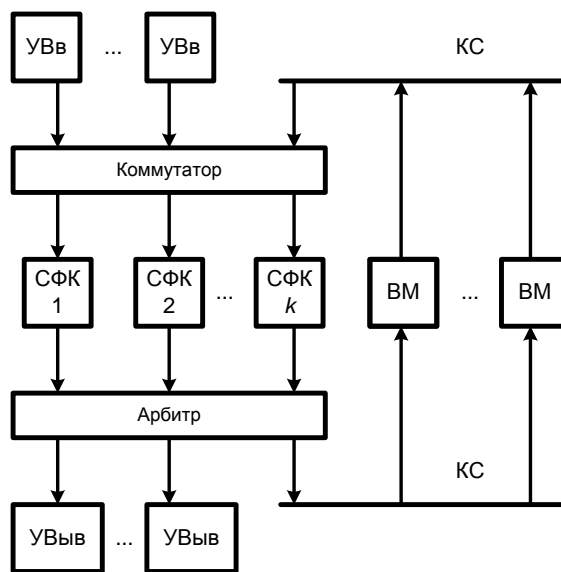 УВв ... УВв КС
Коммутатор
СФК СФК СФК
1 2 ... k
ВМ ... ВМ
Арбитр
КС
УВыв ... УВыв